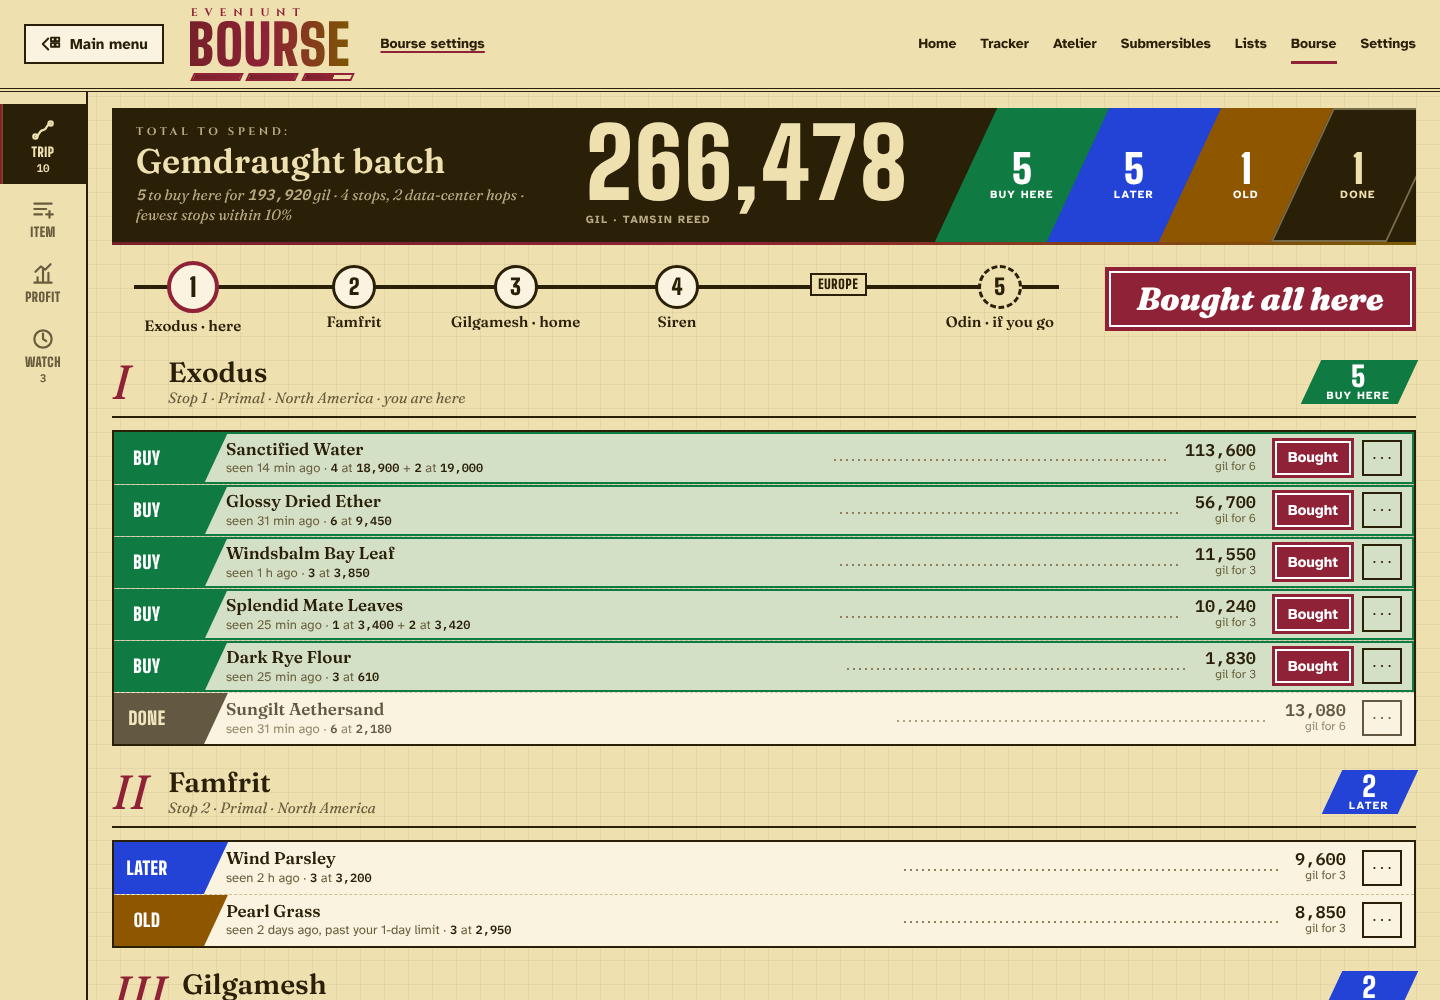 Main menu
EVENIUNT
BOURSE
Bourse settings
Home
Tracker
Atelier
Submersibles
Lists
Bourse
Settings
TRIP
10
ITEM
PROFIT
WATCH
3
TOTAL TO SPEND:
Gemdraught batch
5 to buy here for 193,920 gil · 4 stops, 2 data-center hops ·
fewest stops within 10%
266,478
GIL · TAMSIN REED
5
BUY HERE
5
LATER
1
OLD
1
DONE
1
Exodus · here
2
Famfrit
3
Gilgamesh · home
4
Siren
EUROPE
5
Odin · if you go
Bought all here
I
Exodus
Stop 1 · Primal · North America · you are here
5
BUY HERE
BUY
Sanctified Water
seen 14 min ago · 4 at 18,900 + 2 at 19,000
113,600
gil for 6
Bought
...
BUY
Glossy Dried Ether
seen 31 min ago · 6 at 9,450
56,700
gil for 6
Bought
...
BUY
Windsbalm Bay Leaf
seen 1 h ago · 3 at 3,850
11,550
gil for 3
Bought
...
BUY
Splendid Mate Leaves
seen 25 min ago · 1 at 3,400 + 2 at 3,420
10,240
gil for 3
Bought
...
BUY
Dark Rye Flour
seen 25 min ago · 3 at 610
1,830
gil for 3
Bought
...
DONE
Sungilt Aethersand
seen 31 min ago · 6 at 2,180
13,080
gil for 6
...
II
Famfrit
Stop 2 · Primal · North America
2
LATER
LATER
Wind Parsley
seen 2 h ago · 3 at 3,200
9,600
gil for 3
...
OLD
Pearl Grass
seen 2 days ago, past your 1-day limit · 3 at 2,950
8,850
gil for 3
...
III
Gilgamesh
2